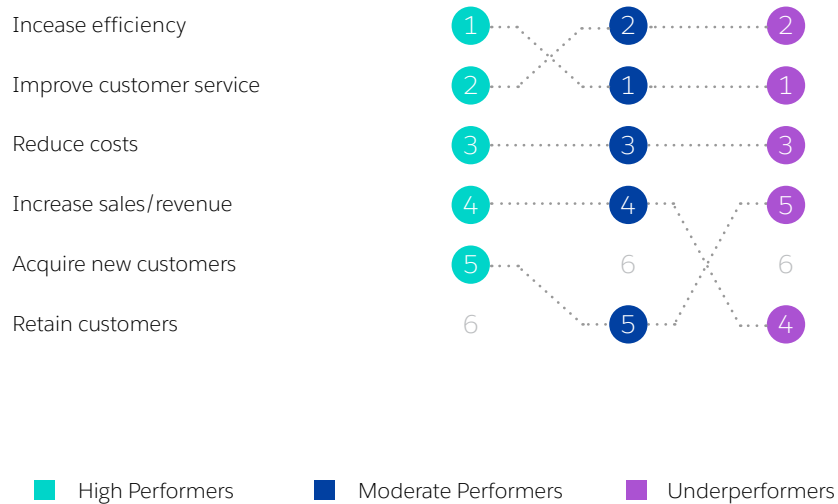 Incease efficiency 1 2 2
Improve customer service 2 1 1
Reduce costs 3 3 3
Increase sales/revenue 4 4 5
Acquire new customers 5 6 6
Retain customers 6 5 4
High Performers Moderate Performers Underperformers